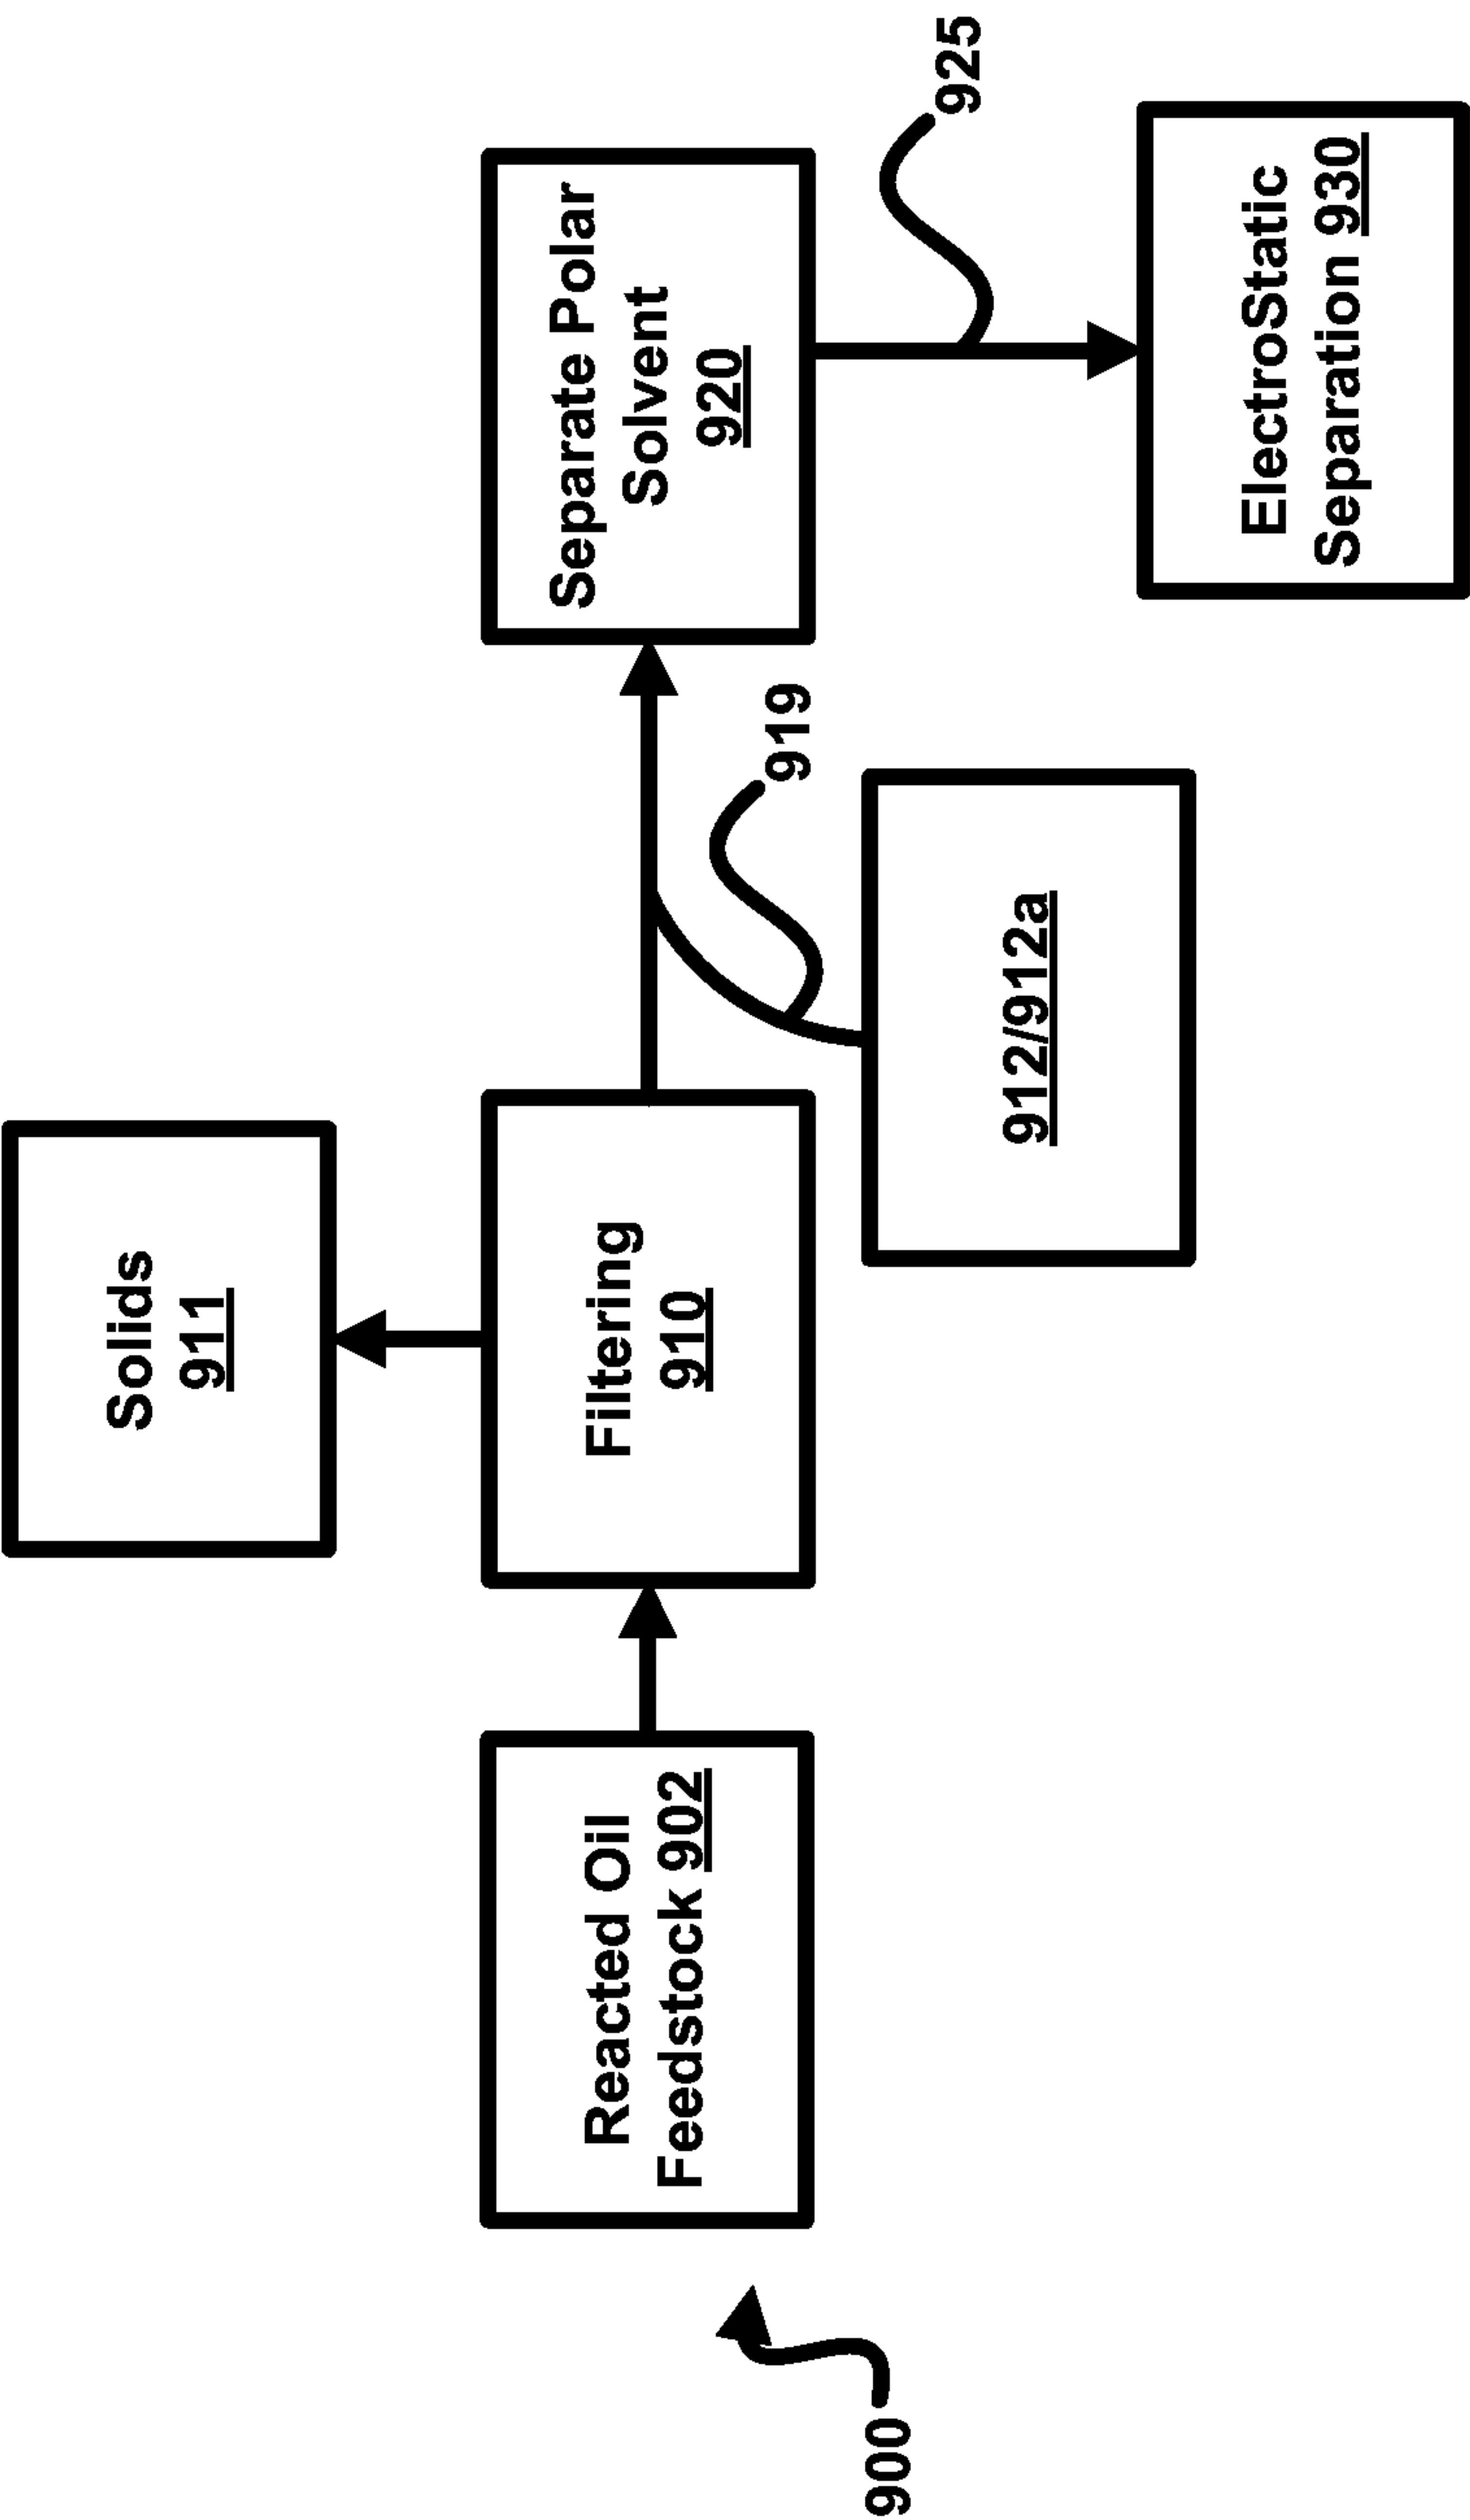 Solids
911
Reacted Oil
Feedstock 902
Filtering
910
Separate Polar
Solvent
920
919
912/912a
925
ElectroStatic
Separation 930
900